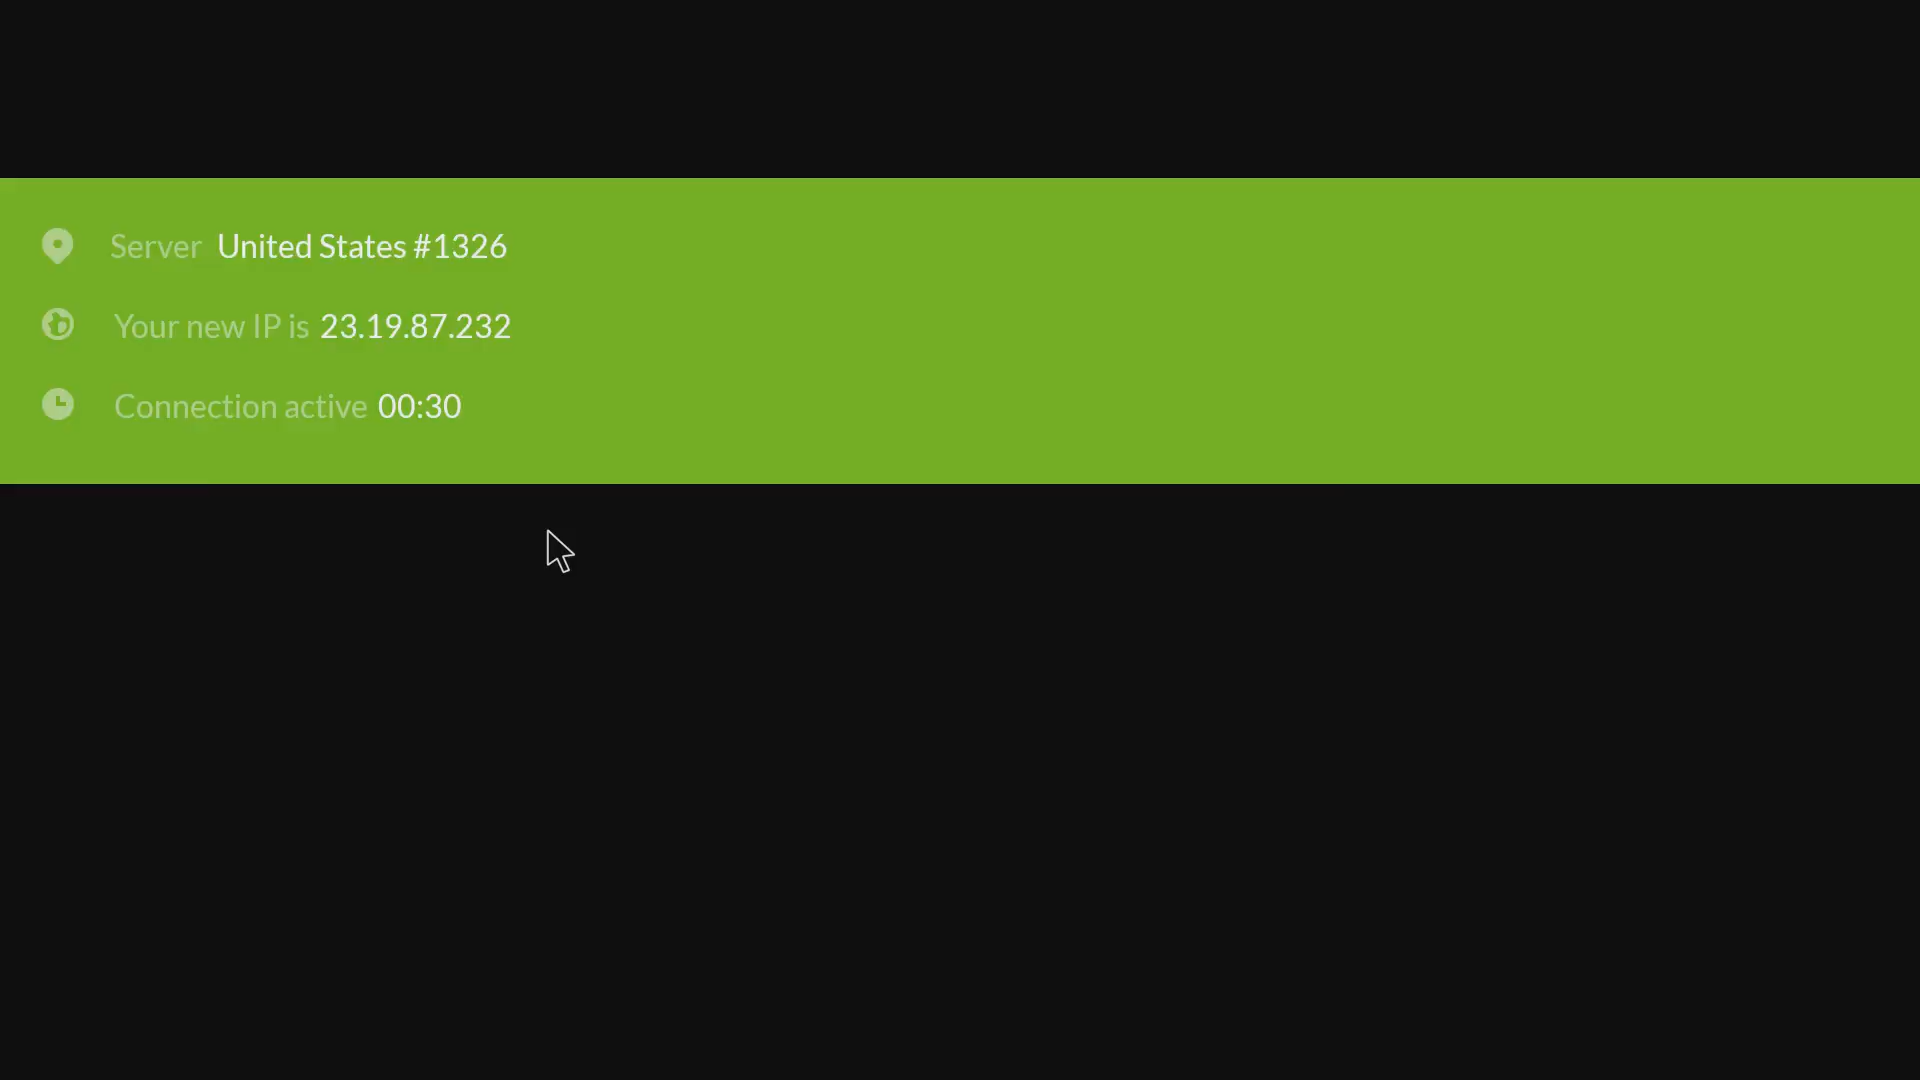 Server United States #1326
Your new IP is 23.19.87.232
Connection active 00:30